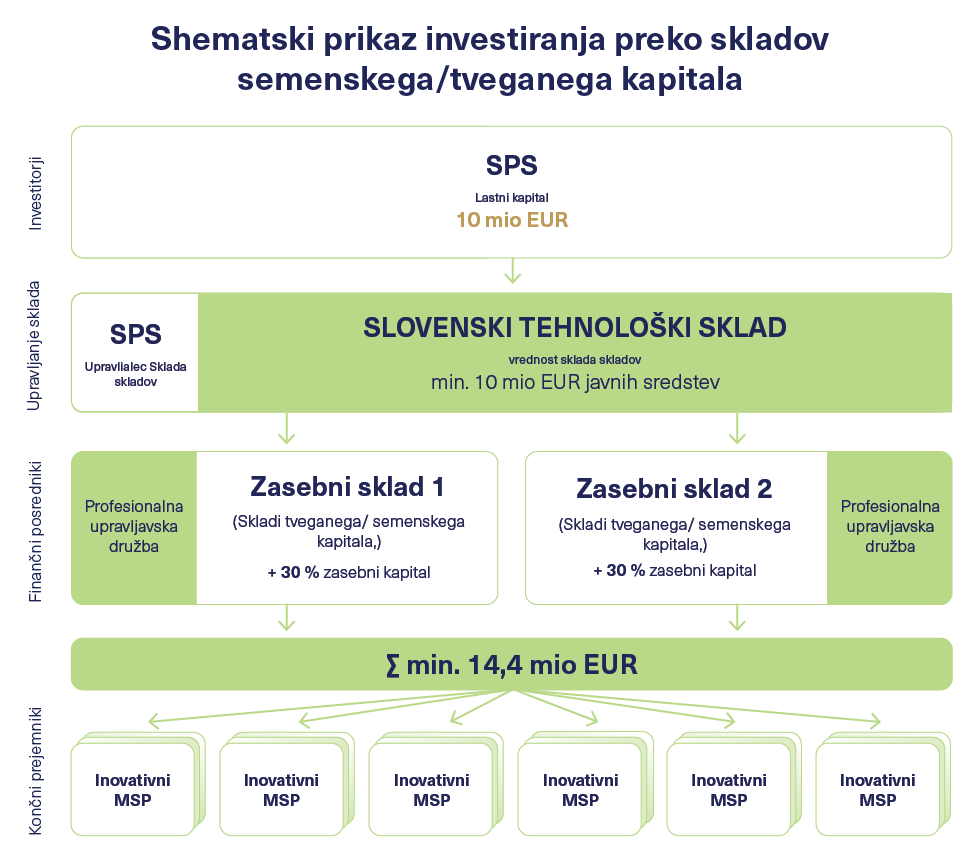 Shematski prikaz investiranja preko skladov
semenskega/tveganega kapitala
Investitorji
SPS
Lastni kapital
10 mio EUR
Upravljanje sklada
SPS
Upravlialec Sklada
skladov
SLOVENSKI TEHNOLOŠKI SKLAD
vrednost sklada skladov
min. 10 mio EUR javnih sredstev
Finančni posredniki
Profesionalna
upravljavska
družba
Zasebni sklad 1
(Skladi tveganega/ semenskega
kapitala,)
+ 30 % zasebni kapital
Zasebni sklad 2
(Skladi tveganega/ semenskega
kapitala,)
+ 30 % zasebni kapital
Profesionalna
upravljavska
družba
∑ min. 14,4 mio EUR
Končni prejemniki
Inovativni
MSP
Inovativni
MSP
Inovativni
MSP
Inovativni
MSP
Inovativni
MSP
Inovativni
MSP